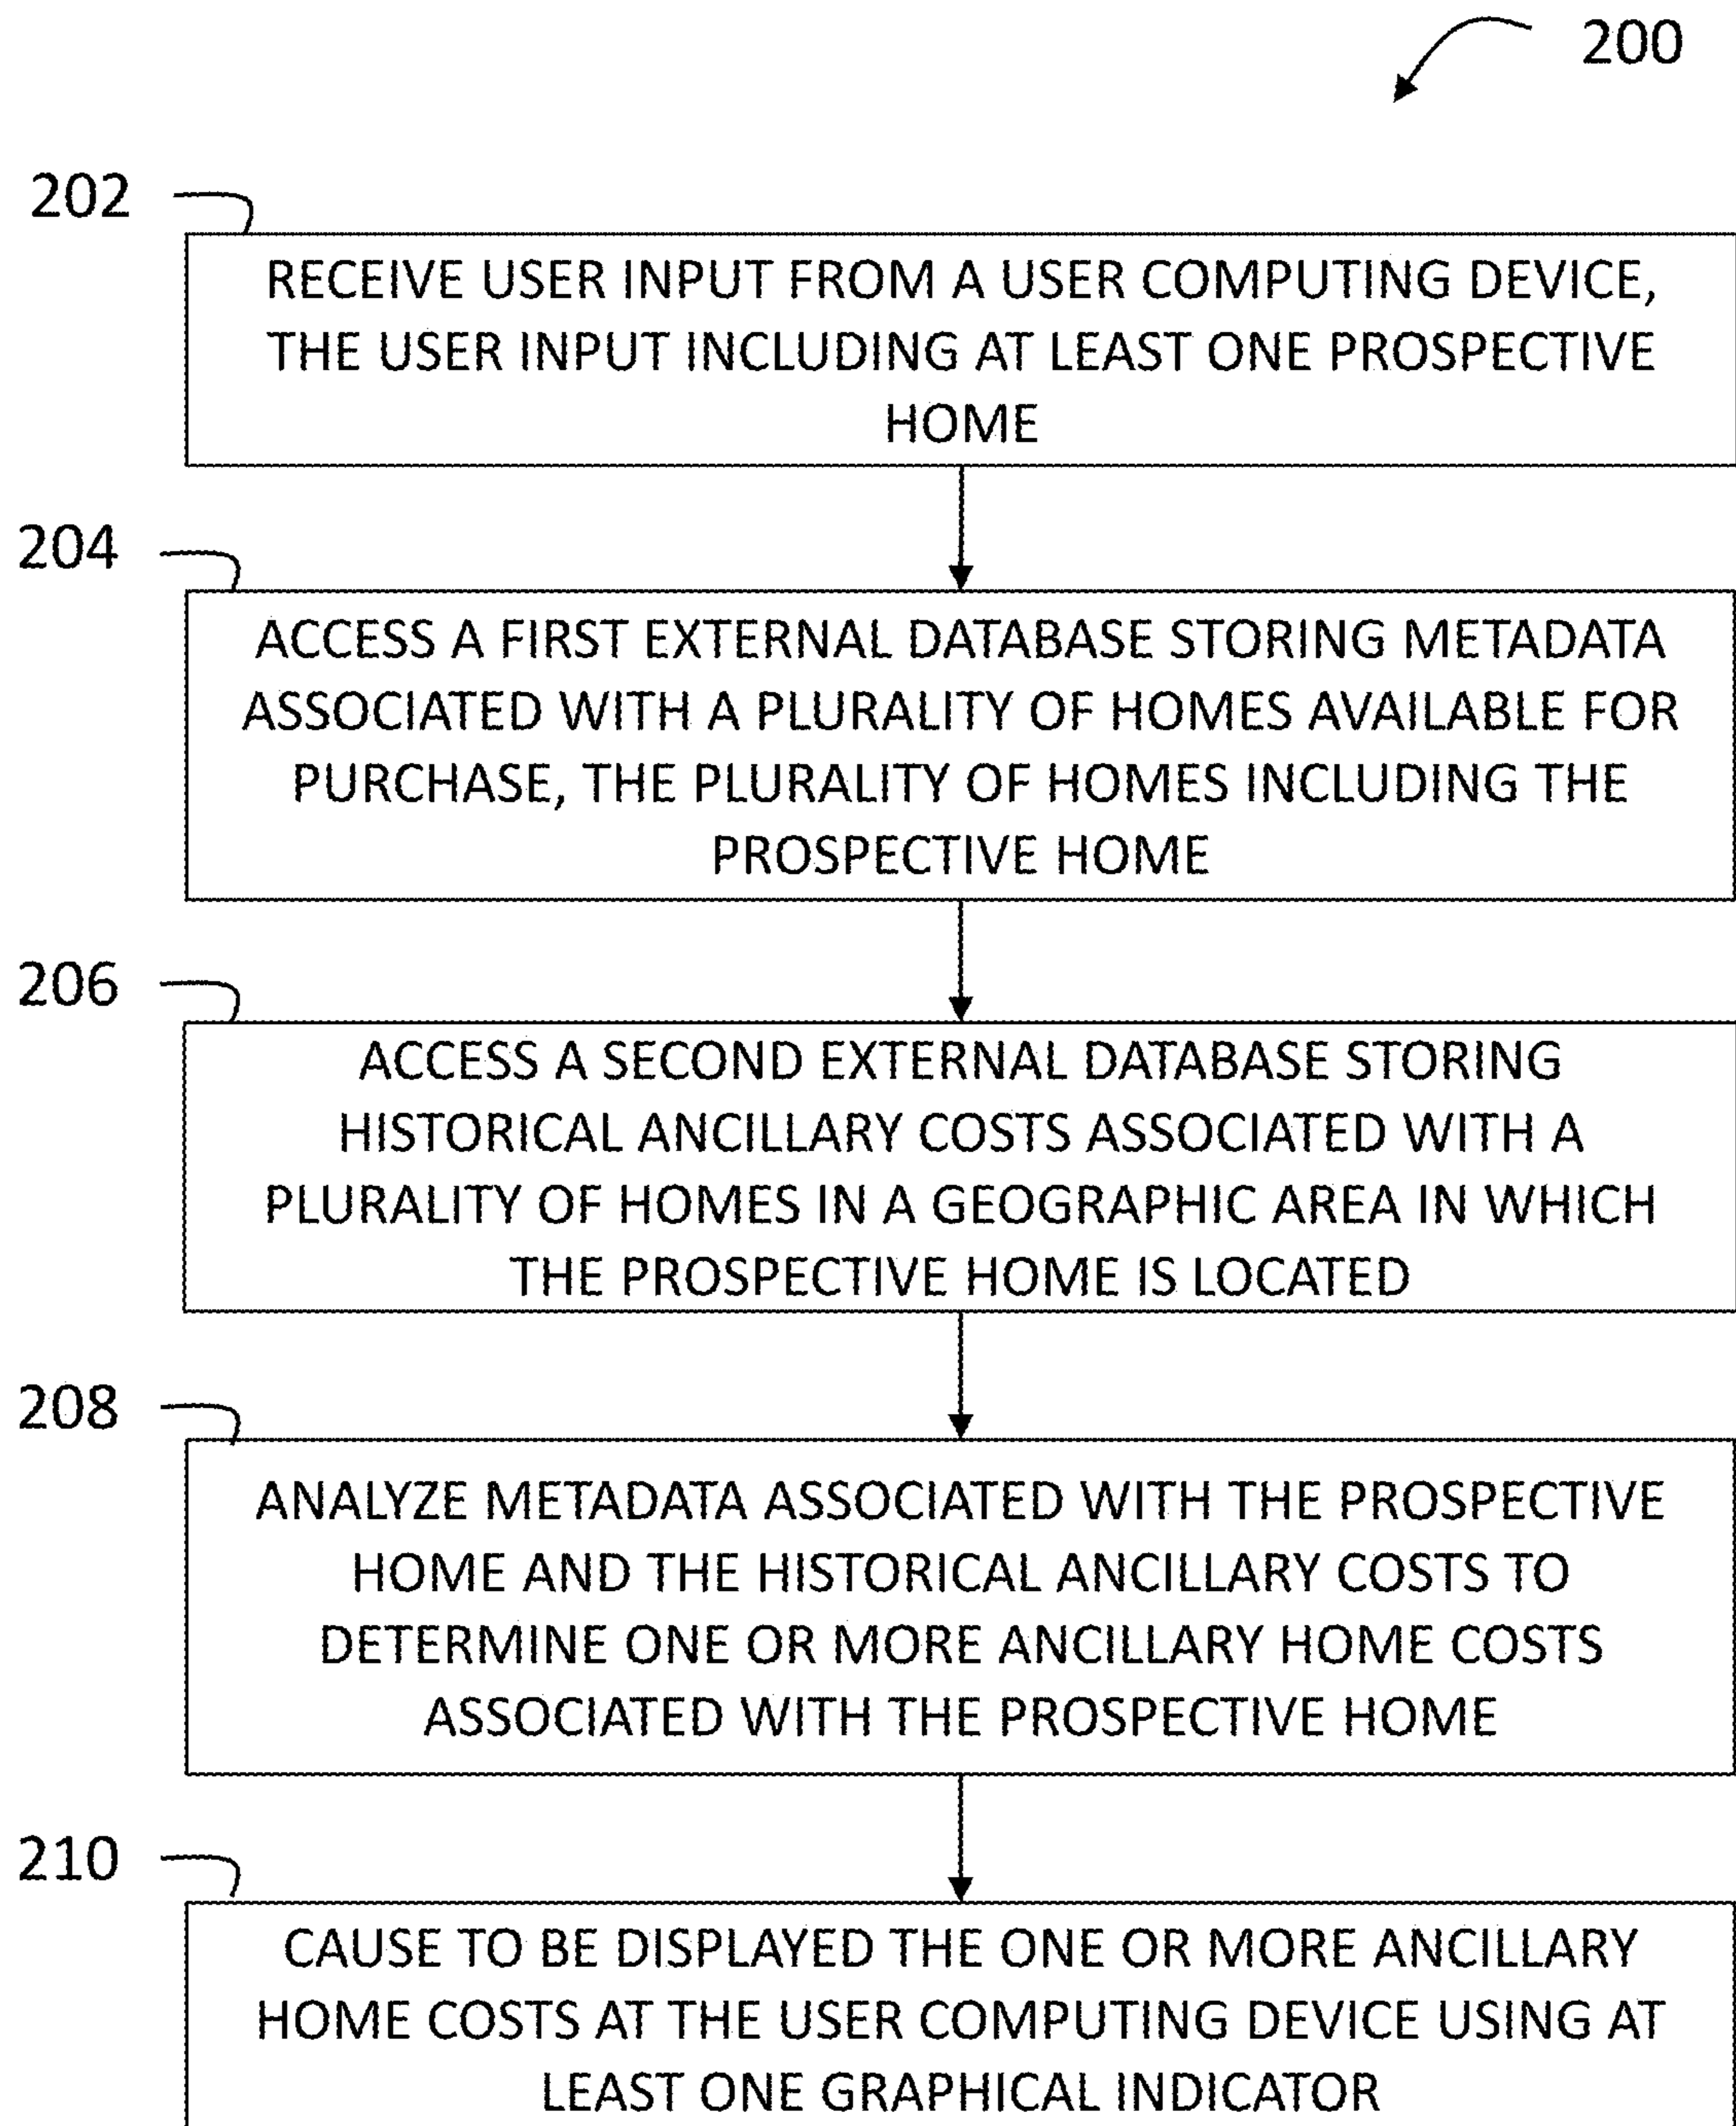 200
202
RECEIVE USER INPUT FROM A USER COMPUTING DEVICE,
THE USER INPUT INCLUDING AT LEAST ONE PROSPECTIVE
HOME
204
ACCESS A FIRST EXTERNAL DATABASE STORING METADATA
ASSOCIATED WITH A PLURALITY OF HOMES AVAILABLE FOR
PURCHASE, THE PLURALITY OF HOMES INCLUDING THE
PROSPECTIVE HOME
206
ACCESS A SECOND EXTERNAL DATABASE STORING
HISTORICAL ANCILLARY COSTS ASSOCIATED WITH A
PLURALITY OF HOMES IN A GEOGRAPHIC AREA IN WHICH
THE PROSPECTIVE HOME IS LOCATED
208
ANALYZE METADATA ASSOCIATED WITH THE PROSPECTIVE
HOME AND THE HISTORICAL ANCILLARY COSTS TO
DETERMINE ONE OR MORE ANCILLARY HOME COSTS
ASSOCIATED WITH THE PROSPECTIVE HOME
210
CAUSE TO BE DISPLAYED THE ONE OR MORE ANCILLARY
HOME COSTS AT THE USER COMPUTING DEVICE USING AT
LEAST ONE GRAPHICAL INDICATOR